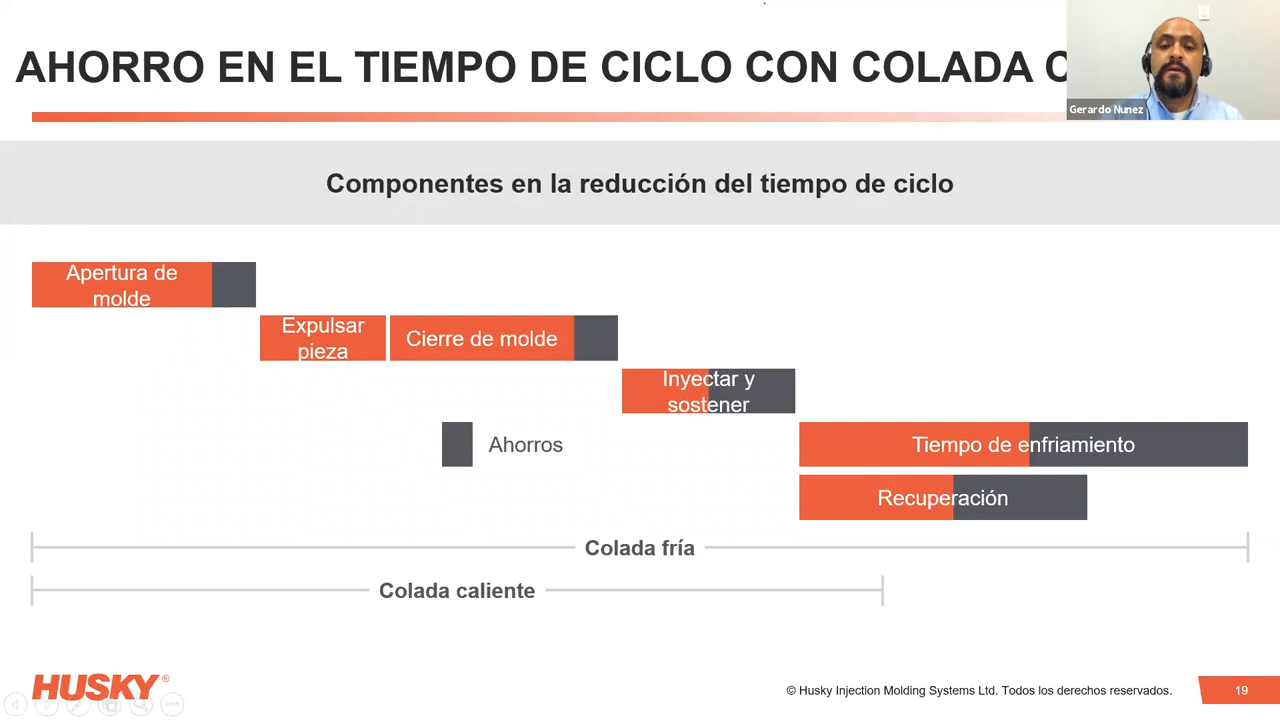 AHORRO EN EL TIEMPO DE CICLO CON COLADA C
Gerardo Nunez
Componentes en la reducción del tiempo de ciclo
Apertura de
molde
Expulsar
pieza
Cierre de molde
Inyectar y
sostener
Ahorros
Tiempo de enfriamiento
Recuperación
Colada fría
Colada caliente
HUSKY®
© Husky Injection Molding Systems Ltd. Todos los derechos reservados.
19